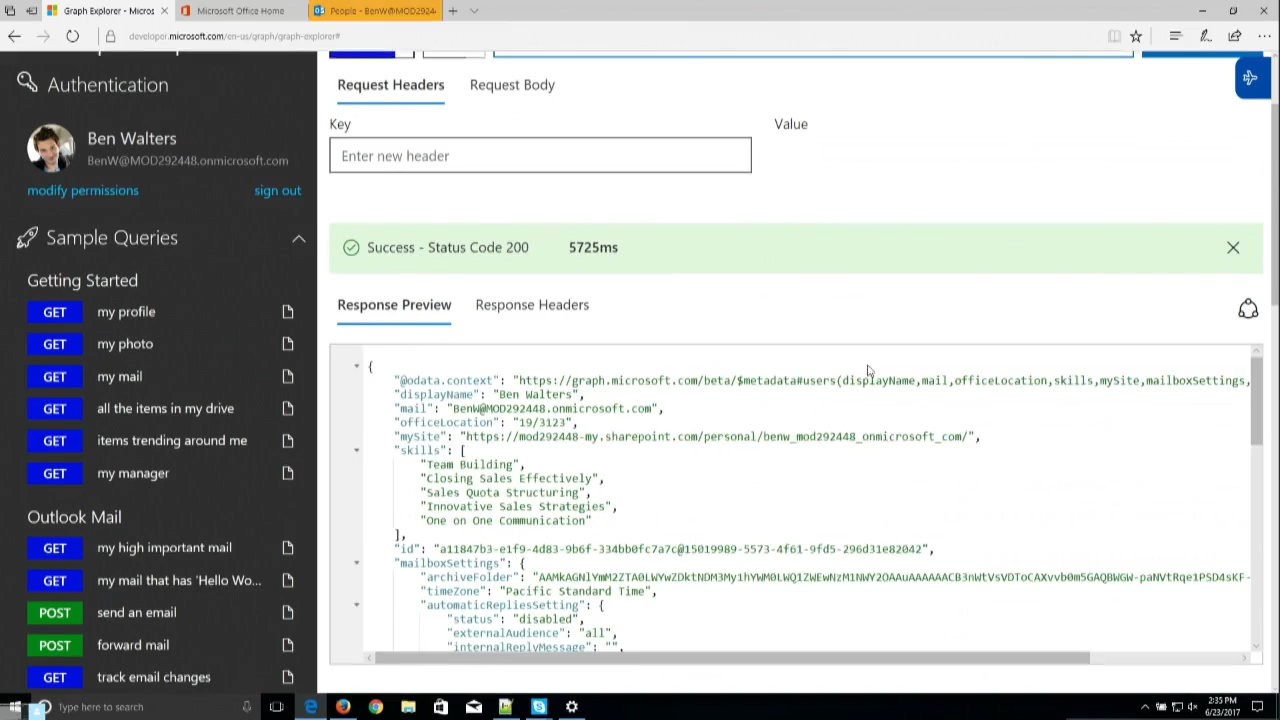 Graph Explorer - Micros
Microsoft Office Home
People - BenW@MOD2924
developer.microsoft.com/en-us/graph/graph-explorer#
Authentication
Ben Walters
BenW@MOD292448.onmicrosoft.com
modify permissions
sign out
Sample Queries
Getting Started
GET my profile
GET my photo
GET my mail
GET all the items in my drive
GET items trending around me
GET my manager
Outlook Mail
GET my high important mail
GET my mail that has 'Hello Wo...
POST send an email
POST forward mail
GET track email changes
Request Headers
Request Body
Key
Value
Enter new header
Success - Status Code 200 5725ms
Response Preview
Response Headers
{
"@odata.context": "https://graph.microsoft.com/beta/$metadata#users(displayName,mail,officeLocation,skills,mySite,mailboxSettings,
"displayName": "Ben Walters",
"mail": "BenW@MOD292448.onmicrosoft.com",
"officeLocation": "19/3123",
"mySite": "https://mod292448-my.sharepoint.com/personal/benw_mod292448_onmicrosoft_com/",
"skills": [
"Team Building",
"Closing Sales Effectively",
"Sales Quota Structuring",
"Innovative Sales Strategies",
"One on One Communication"
],
"id": "a11847b3-e1f9-4d83-9b6f-334bb0fc7a7c@15019989-5573-4f61-9fd5-296d31e82042",
"mailboxSettings": {
"archiveFolder":
"timeZone": "Pacific Standard Time",
"automaticRepliesSetting": {
"status": "disabled",
"externalAudience": "all",
"internalReplyMessage": "",
Type here to search
2:35 PM
6/23/2017